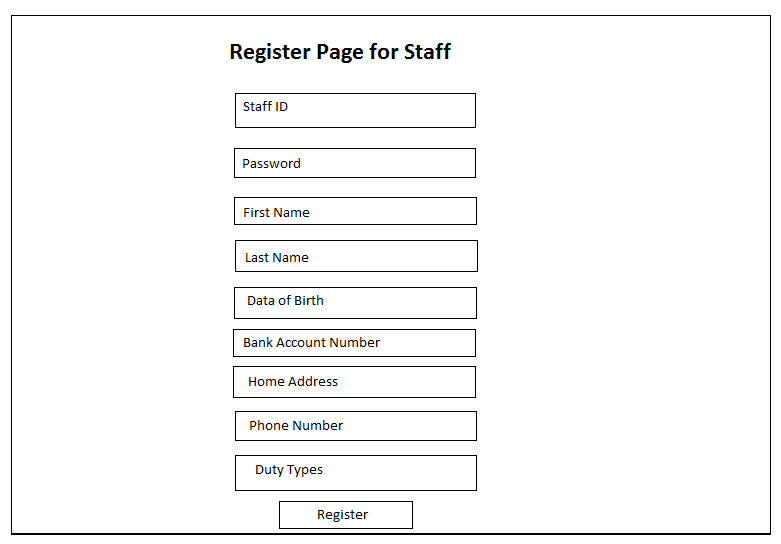 Register Page for Staff
Staff ID
Password
First Name
Last Name
Data of Birth
Bank Account Number
Home Address
Phone Number
Duty Types
Register